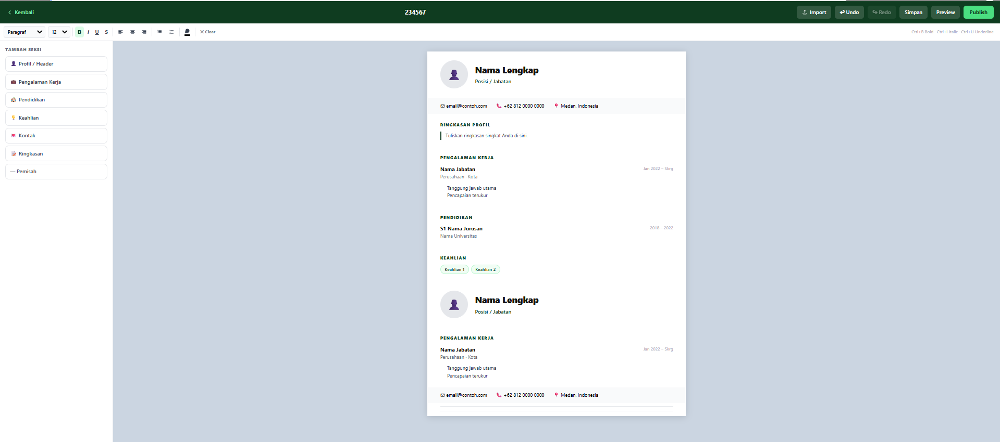 Kembali
234567
Import
Undo
Redo
Simpan
Preview
Publish
Paragraf
12
B I U S
Clear
Ctrl+B Bold · Ctrl+I Italic · Ctrl+U Underline
TAMBAH SEKSI
Profil / Header
Pengalaman Kerja
Pendidikan
Keahlian
Kontak
Ringkasan
— Pemisah
Nama Lengkap
Posisi / Jabatan
email@contoh.com +62 812 0000 0000 Medan, Indonesia
RINGKASAN PROFIL
Tuliskan ringkasan singkat Anda di sini.
PENGALAMAN KERJA
Nama Jabatan Jan 2022 – Skrg
Perusahaan · Kota
Tanggung jawab utama
Pencapaian terukur
PENDIDIKAN
S1 Nama Jurusan 2018 – 2022
Nama Universitas
KEAHLIAN
Keahlian 1 Keahlian 2
Nama Lengkap
Posisi / Jabatan
PENGALAMAN KERJA
Nama Jabatan Jan 2022 – Skrg
Perusahaan · Kota
Tanggung jawab utama
Pencapaian terukur
email@contoh.com +62 812 0000 0000 Medan, Indonesia